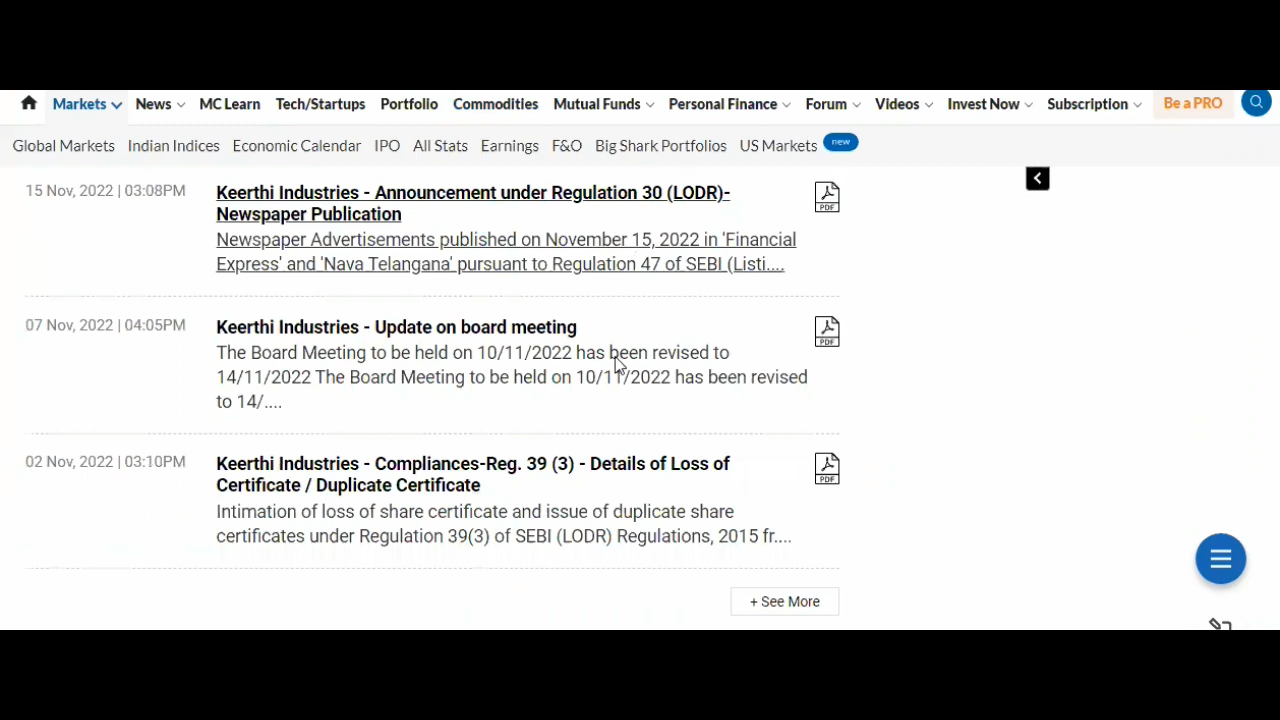 Markets News MC Learn Tech/Startups Portfolio Commodities Mutual Funds Personal Finance Forum Videos Invest Now Subscription Be a PRO
Global Markets Indian Indices Economic Calendar IPO All Stats Earnings F&O Big Shark Portfolios US Markets new
15 Nov, 2022 | 03:08PM Keerthi Industries - Announcement under Regulation 30 (LODR)-
Newspaper Publication
PDF
Newspaper Advertisements published on November 15, 2022 in 'Financial
Express' and 'Nava Telangana' pursuant to Regulation 47 of SEBI (Listi....
07 Nov, 2022 | 04:05PM Keerthi Industries - Update on board meeting
PDF
The Board Meeting to be held on 10/11/2022 has been revised to
14/11/2022 The Board Meeting to be held on 10/11/2022 has been revised
to 14/....
02 Nov, 2022 | 03:10PM Keerthi Industries - Compliances-Reg. 39 (3) - Details of Loss of
Certificate / Duplicate Certificate
PDF
Intimation of loss of share certificate and issue of duplicate share
certificates under Regulation 39(3) of SEBI (LODR) Regulations, 2015 fr....
+ See More